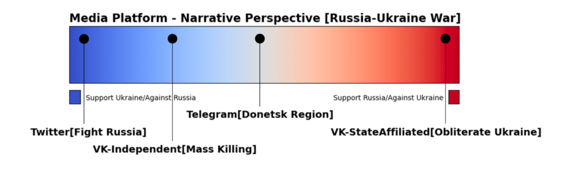 Media Platform - Narrative Perspective [Russia-Ukraine War]
Support Ukraine/Against Russia
Support Russia/Against Ukraine
Telegram[Donetsk Region]
Twitter[Fight Russia]
VK-StateAffiliated[Obliterate Ukraine]
VK-Independent[Mass Killing]